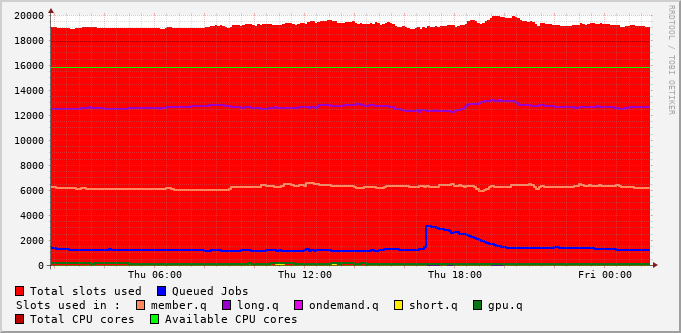 20000
18000
16000
14000
12000
10000
8000
6000
4000
2000
0
Thu 06:00 Thu 12:00 Thu 18:00 Fri 00:00
RRDTOOL / TOBI OETIKER
Total slots used Queued Jobs
Slots used in : member.q long.q ondemand.q short.q gpu.q
Total CPU cores Available CPU cores